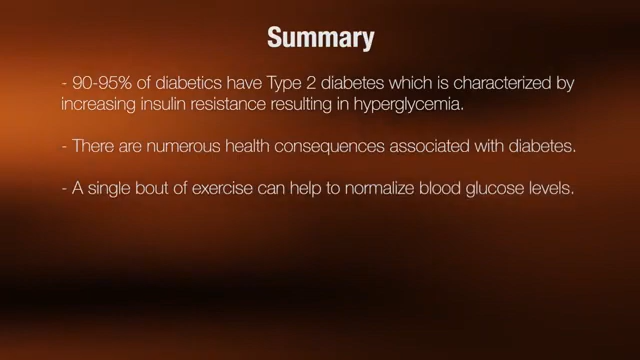 Summary
- 90-95% of diabetics have Type 2 diabetes which is characterized by
increasing insulin resistance resulting in hyperglycemia.
- There are numerous health consequences associated with diabetes.
- A single bout of exercise can help to normalize blood glucose levels.